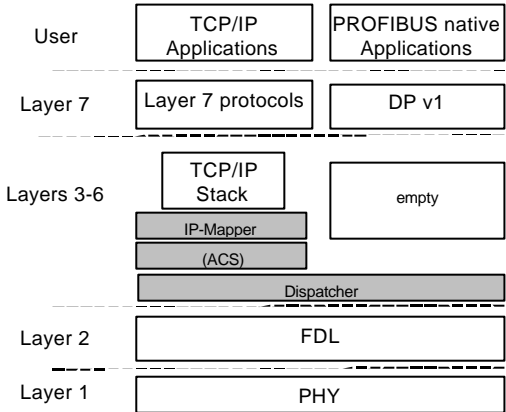 User
TCP/IP
Applications
PROFIBUS native
Applications
Layer 7
Layer 7 protocols
DP v1
Layers 3-6
TCP/IP
Stack
empty
IP-Mapper
(ACS)
Dispatcher
Layer 2
FDL
Layer 1
PHY